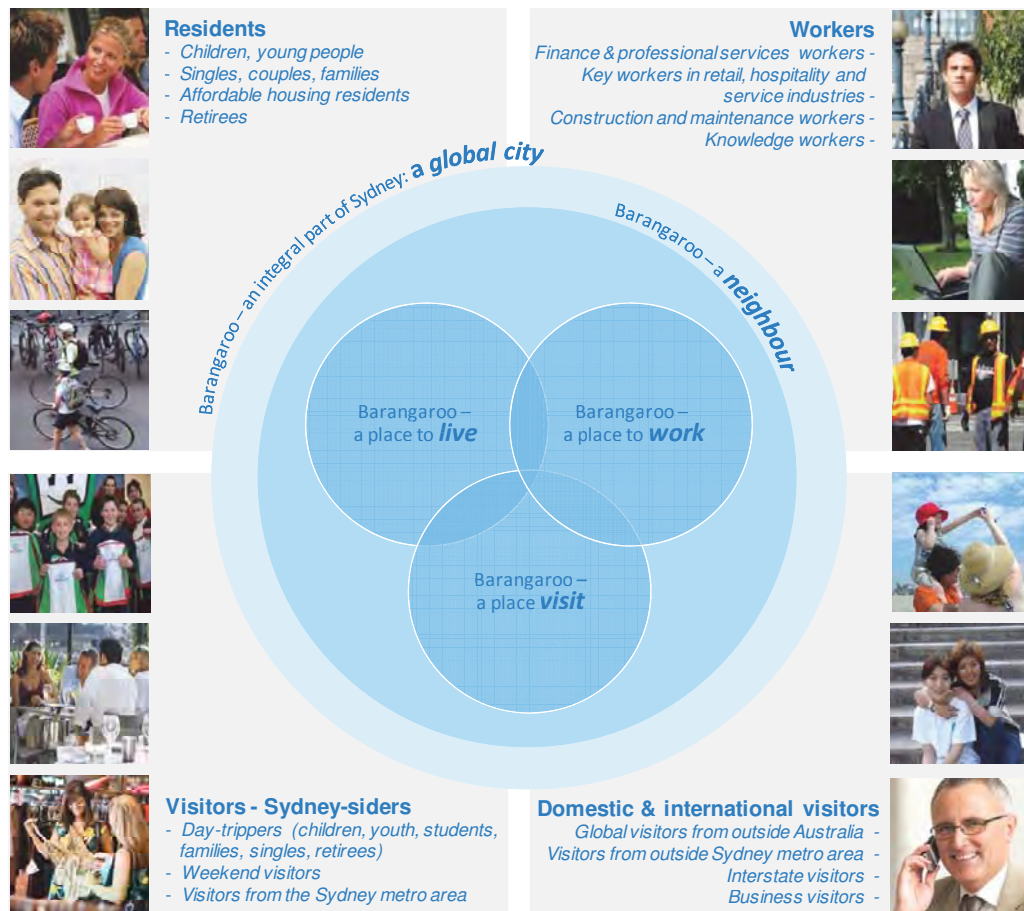 Residents
- Children, young people
- Singles, couples, families
- Affordable housing residents
- Retirees
Workers
Finance & professional services workers -
Key workers in retail, hospitality and
service industries -
Construction and maintenance workers -
Knowledge workers -
Barangaroo – an integral part of Sydney: a global city
Barangaroo – a neighbour
Barangaroo –
a place to live
Barangaroo –
a place to work
Barangaroo –
a place visit
Visitors - Sydney-siders
- Day-trippers (children, youth, students,
families, singles, retirees)
- Weekend visitors
- Visitors from the Sydney metro area
Domestic & international visitors
Global visitors from outside Australia -
Visitors from outside Sydney metro area -
Interstate visitors -
Business visitors -